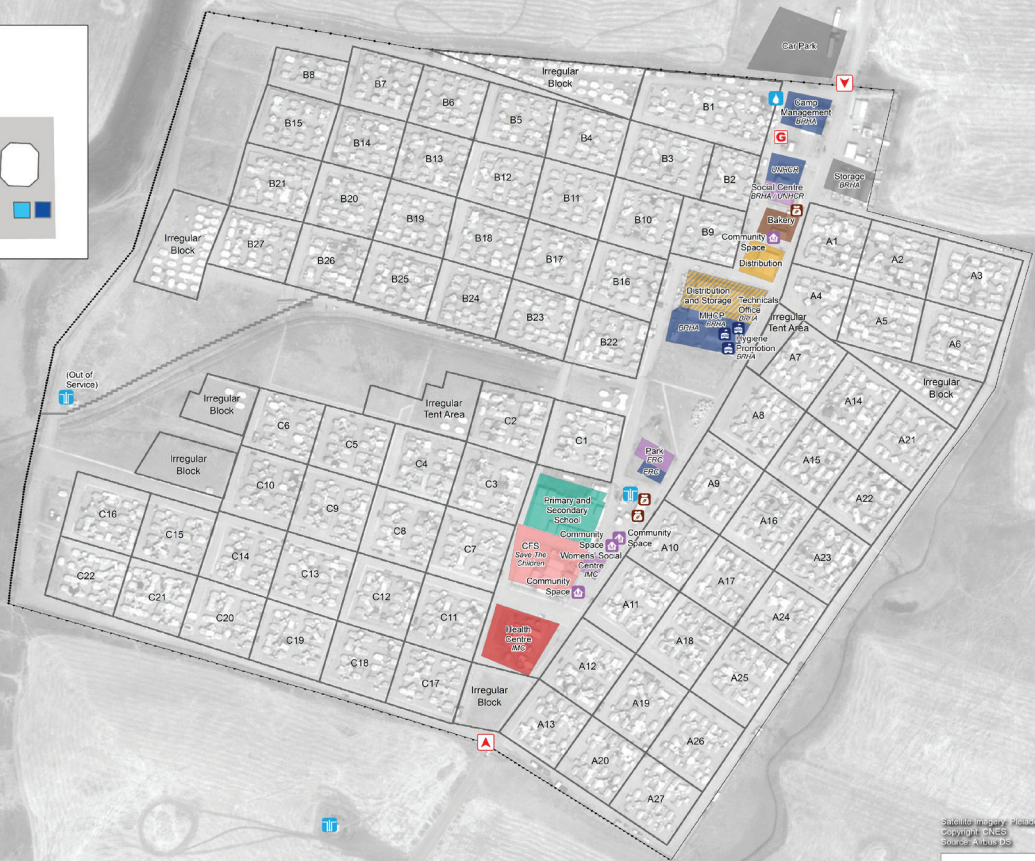 Car Park
Irregular
Block
B8
B7
B6
B5
B4
B1
Camp
Management
BRHA
G
B15
B14
B13
B12
B3
B2
UNHCR
Storage
BRHA
Social Centre
BRHA / UNHCR
B21
B20
B19
B11
B10
B9
Bakery
Community
Space
Distribution
Irregular
Block
B27
B26
B25
B18
B17
B16
B24
B23
B22
A1
A2
A3
A4
A5
A6
Distribution
and Storage
Technicals
Office
BRHA
MHCP
BRHA
BRHA
Hygiene
Promotion
BRHA
Irregular
Tent Area
A7
Irregular
Block
(Out of
Service)
Irregular
Block
Irregular
Tent Area
C6
C5
C4
C2
C1
A8
A14
A21
Irregular
Block
Park
FRC
FRC
A9
A15
A22
C10
C9
C3
Primary and
Secondary
School
C16
C15
C14
C8
C7
Community
Space
Community
Space
A10
A16
A23
CFS
Save The
Children
Womens' Social
Centre
IMC
Community
Space
C22
C21
C13
C12
C11
A11
A17
A24
C20
C19
C18
C17
Health
Centre
IMC
A12
A18
A25
Irregular
Block
A13
A19
A26
A20
A27
Satellite Imagery: Pleiad
Copyright: CNES
Source: Airbus DS